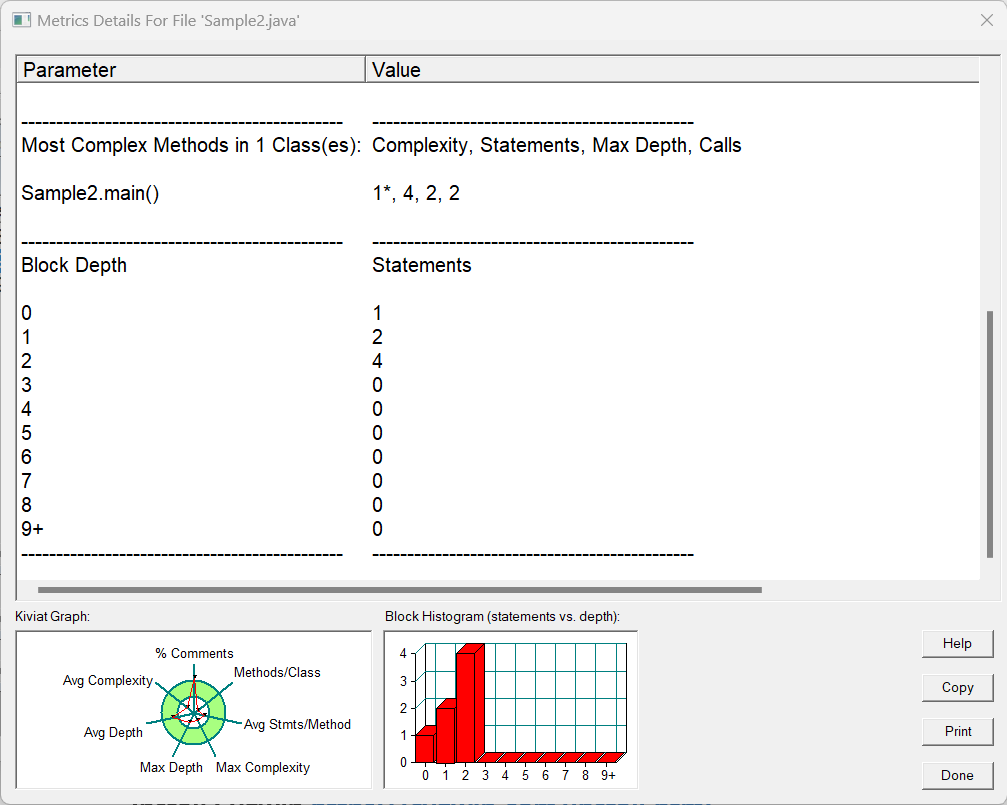 Metrics Details For File 'Sample2.java'
Parameter Value
---------------------------------------------- ----------------------------------------------
Most Complex Methods in 1 Class(es): Complexity, Statements, Max Depth, Calls
Sample2.main() 1*, 4, 2, 2
---------------------------------------------- ----------------------------------------------
Block Depth Statements
0 1
1 2
2 4
3 0
4 0
5 0
6 0
7 0
8 0
9+ 0
---------------------------------------------- ----------------------------------------------
Kiviat Graph:
% Comments
Methods/Class
Avg Complexity
Avg Stmts/Method
Avg Depth
Max Depth
Max Complexity
Block Histogram (statements vs. depth):
4
3
2
1
0
0 1 2 3 4 5 6 7 8 9+
Help
Copy
Print
Done